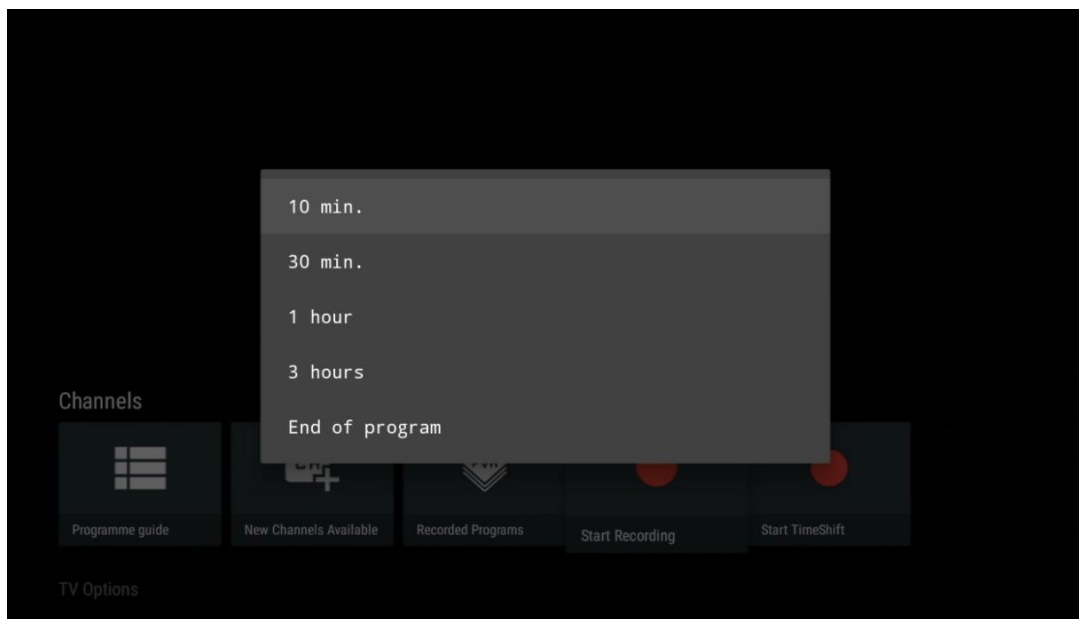 10 min.
30 min.
1 hour
3 hours
Channels
End of program
PVR
Programme guide
New Channels Available
Recorded Programs
Start Recording
Start TimeShift
TV Options